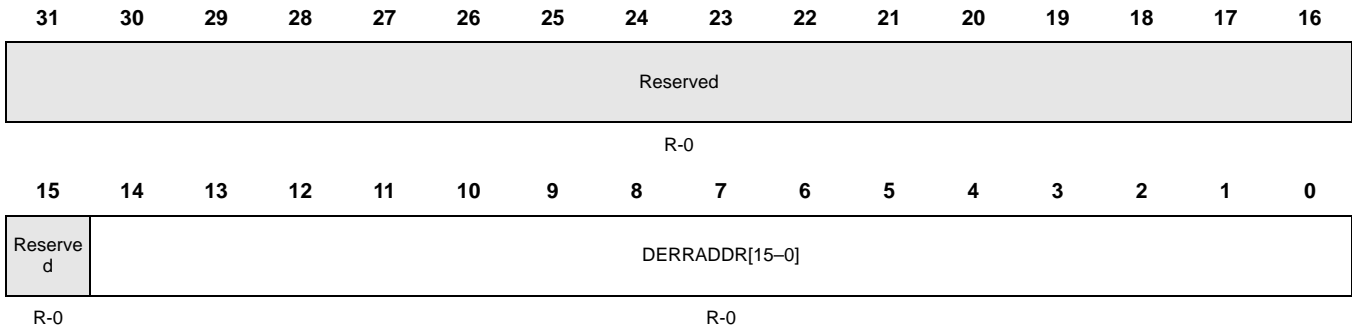 31 30 29 28 27 26 25 24 23 22 21 20 19 18 17 16
Reserved
R-0
15 14 13 12 11 10 9 8 7 6 5 4 3 2 1 0
Reserve
d
DERRADDR[15–0]
R-0 R-0